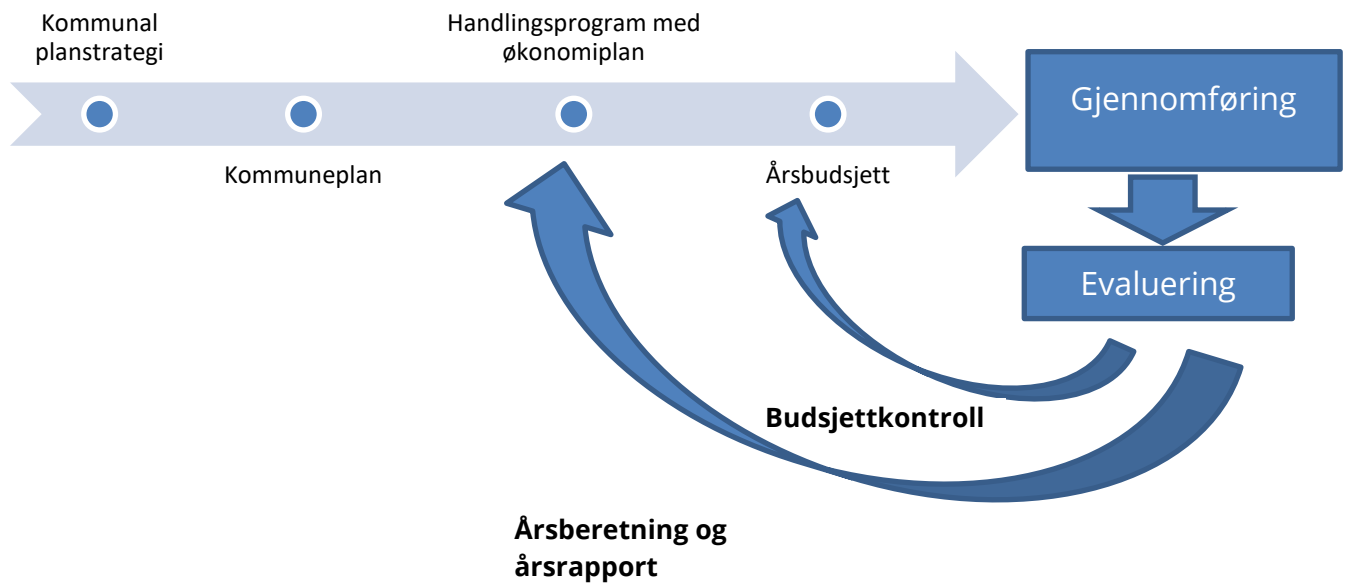 Kommunal
planstrategi
Handlingsprogram med
økonomiplan
Gjennomføring
Kommuneplan
Årsbudsjett
Evaluering
Budsjettkontroll
Årsberetning og
årsrapport